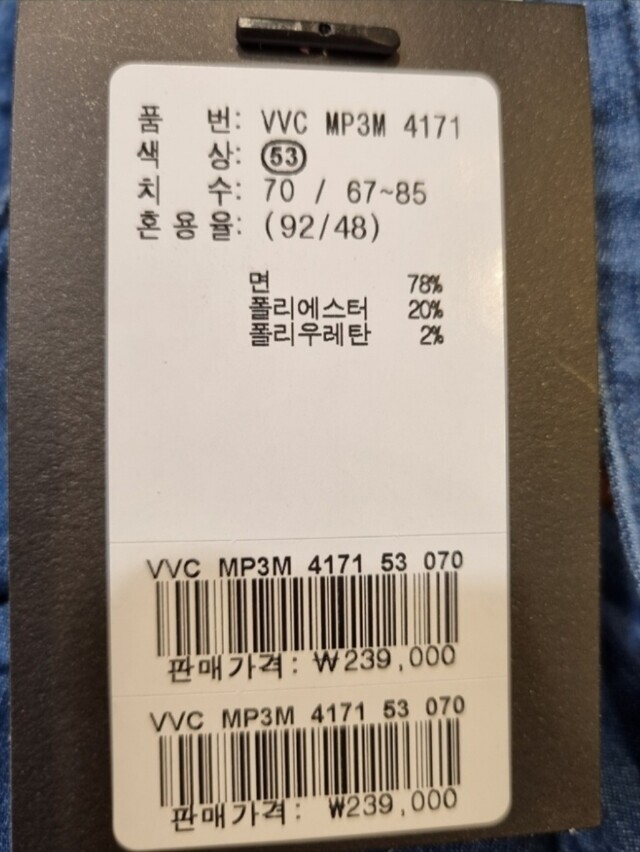 품 번: VVC MP3M 4171
색 상: 53
치 수: 70 / 67~85
혼 용 율: (92/48)
면 78%
폴리에스터 20%
폴리우레탄 2%
VVC MP3M 4171 53 070
판매가격: ₩239,000
VVC MP3M 4171 53 070
판매가격: ₩239,000